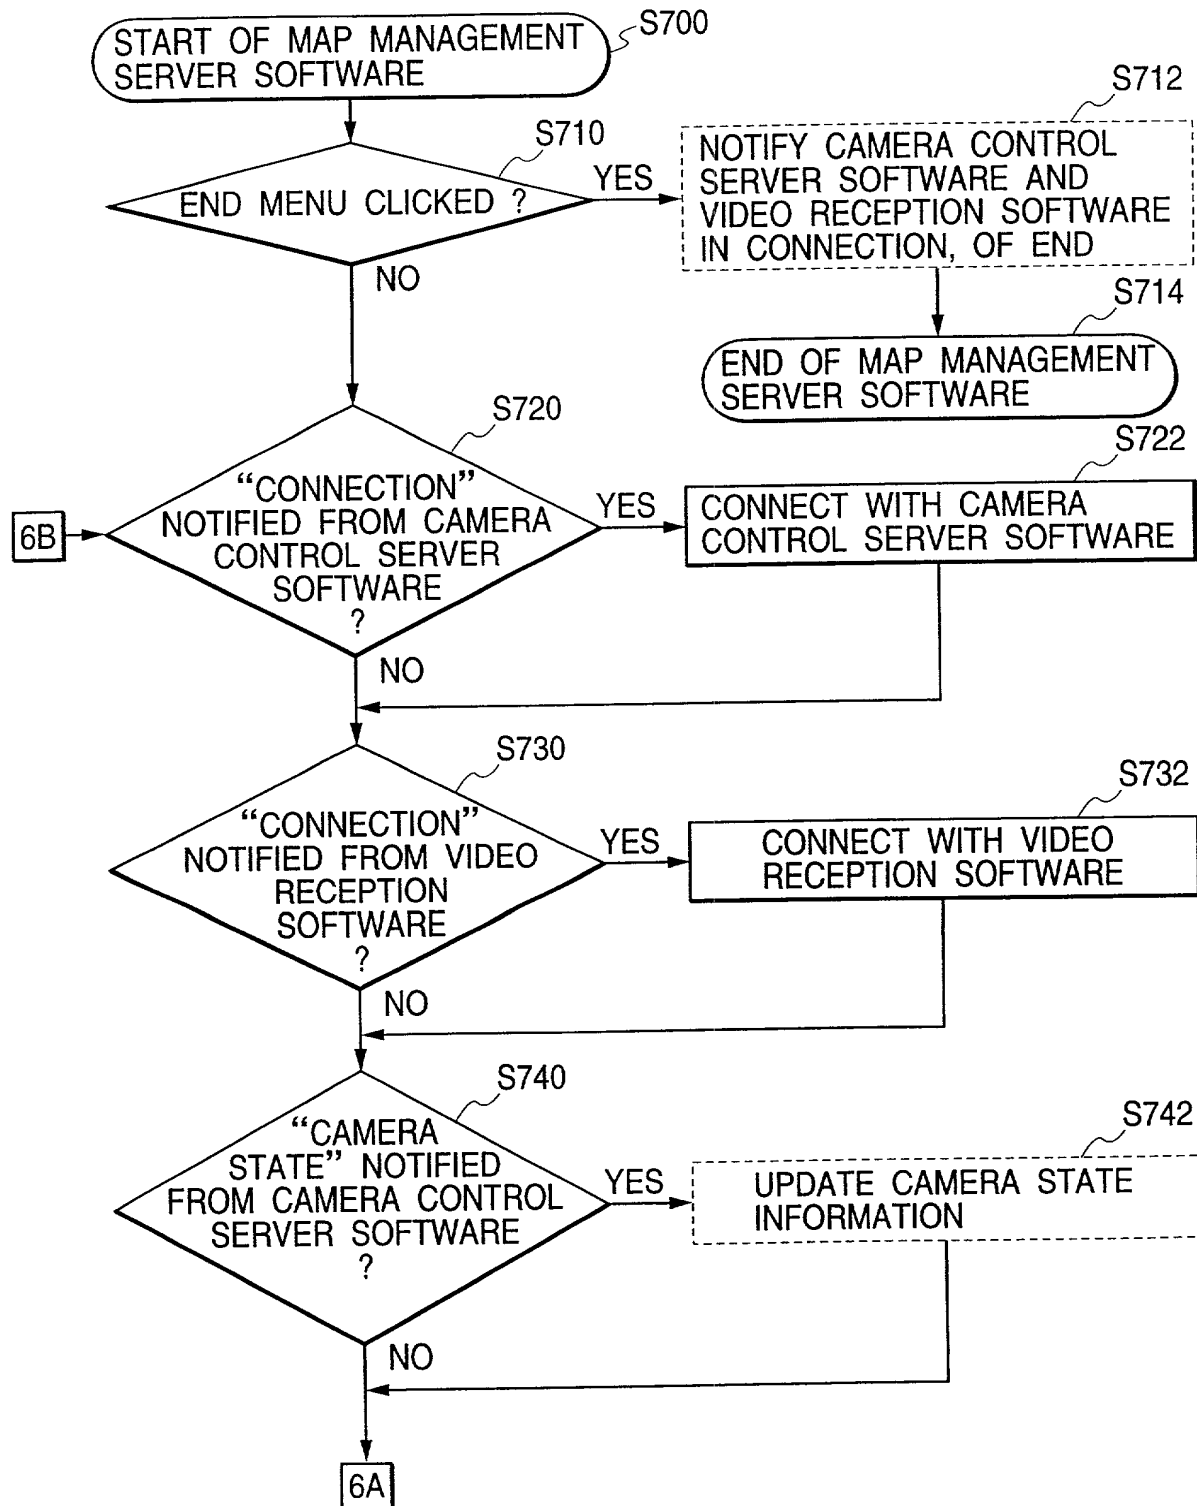 START OF MAP MANAGEMENT
SERVER SOFTWARE
S700
S710
END MENU CLICKED ?
YES
NO
S712
NOTIFY CAMERA CONTROL
SERVER SOFTWARE AND
VIDEO RECEPTION SOFTWARE
IN CONNECTION, OF END
S714
END OF MAP MANAGEMENT
SERVER SOFTWARE
S720
6B
“CONNECTION”
NOTIFIED FROM CAMERA
CONTROL SERVER
SOFTWARE
?
YES
NO
S722
CONNECT WITH CAMERA
CONTROL SERVER SOFTWARE
S730
“CONNECTION”
NOTIFIED FROM VIDEO
RECEPTION
SOFTWARE
?
YES
NO
S732
CONNECT WITH VIDEO
RECEPTION SOFTWARE
S740
“CAMERA
STATE” NOTIFIED
FROM CAMERA CONTROL
SERVER SOFTWARE
?
YES
NO
S742
UPDATE CAMERA STATE
INFORMATION
6A